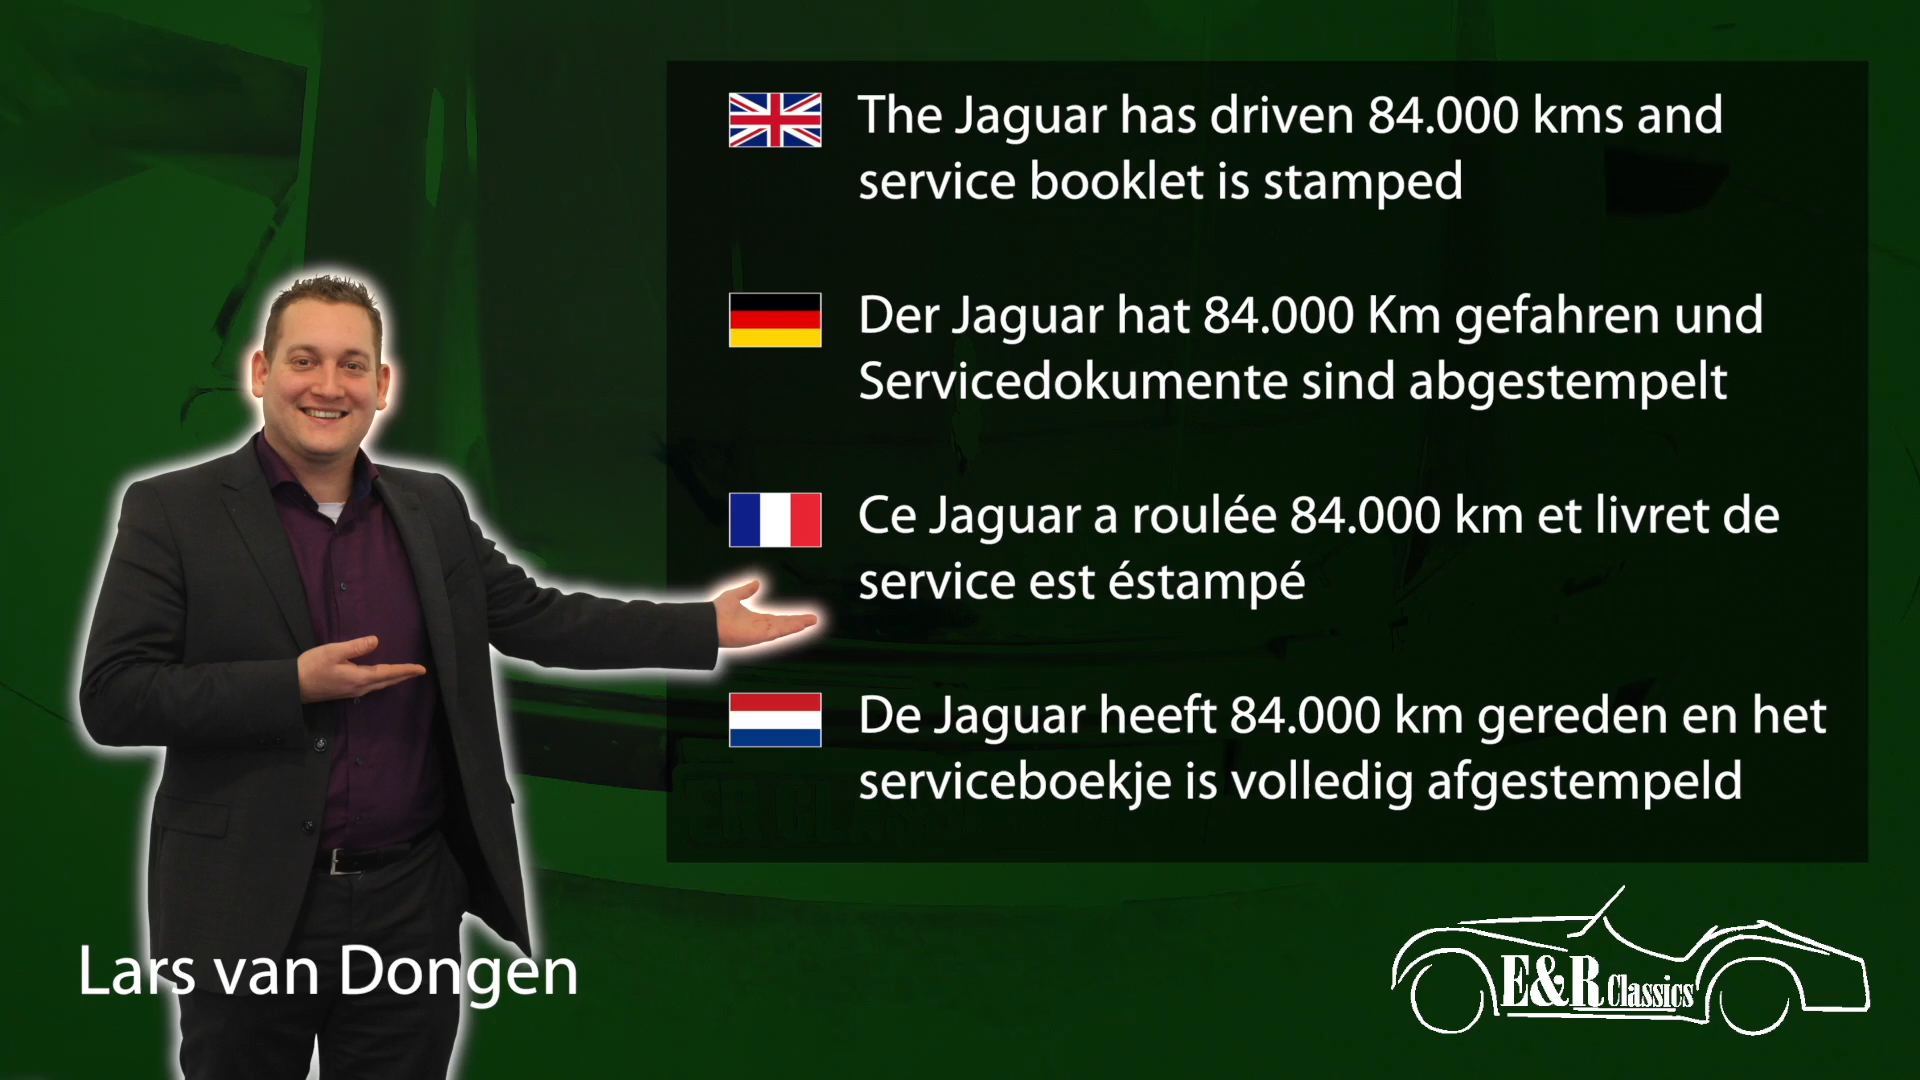 The Jaguar has driven 84.000 kms and
service booklet is stamped
Der Jaguar hat 84.000 Km gefahren und
Servicedokumente sind abgestempelt
Ce Jaguar a roulée 84.000 km et livret de
service est éstampé
De Jaguar heeft 84.000 km gereden en het
serviceboekje is volledig afgestempeld
Lars van Dongen
E&R Classics